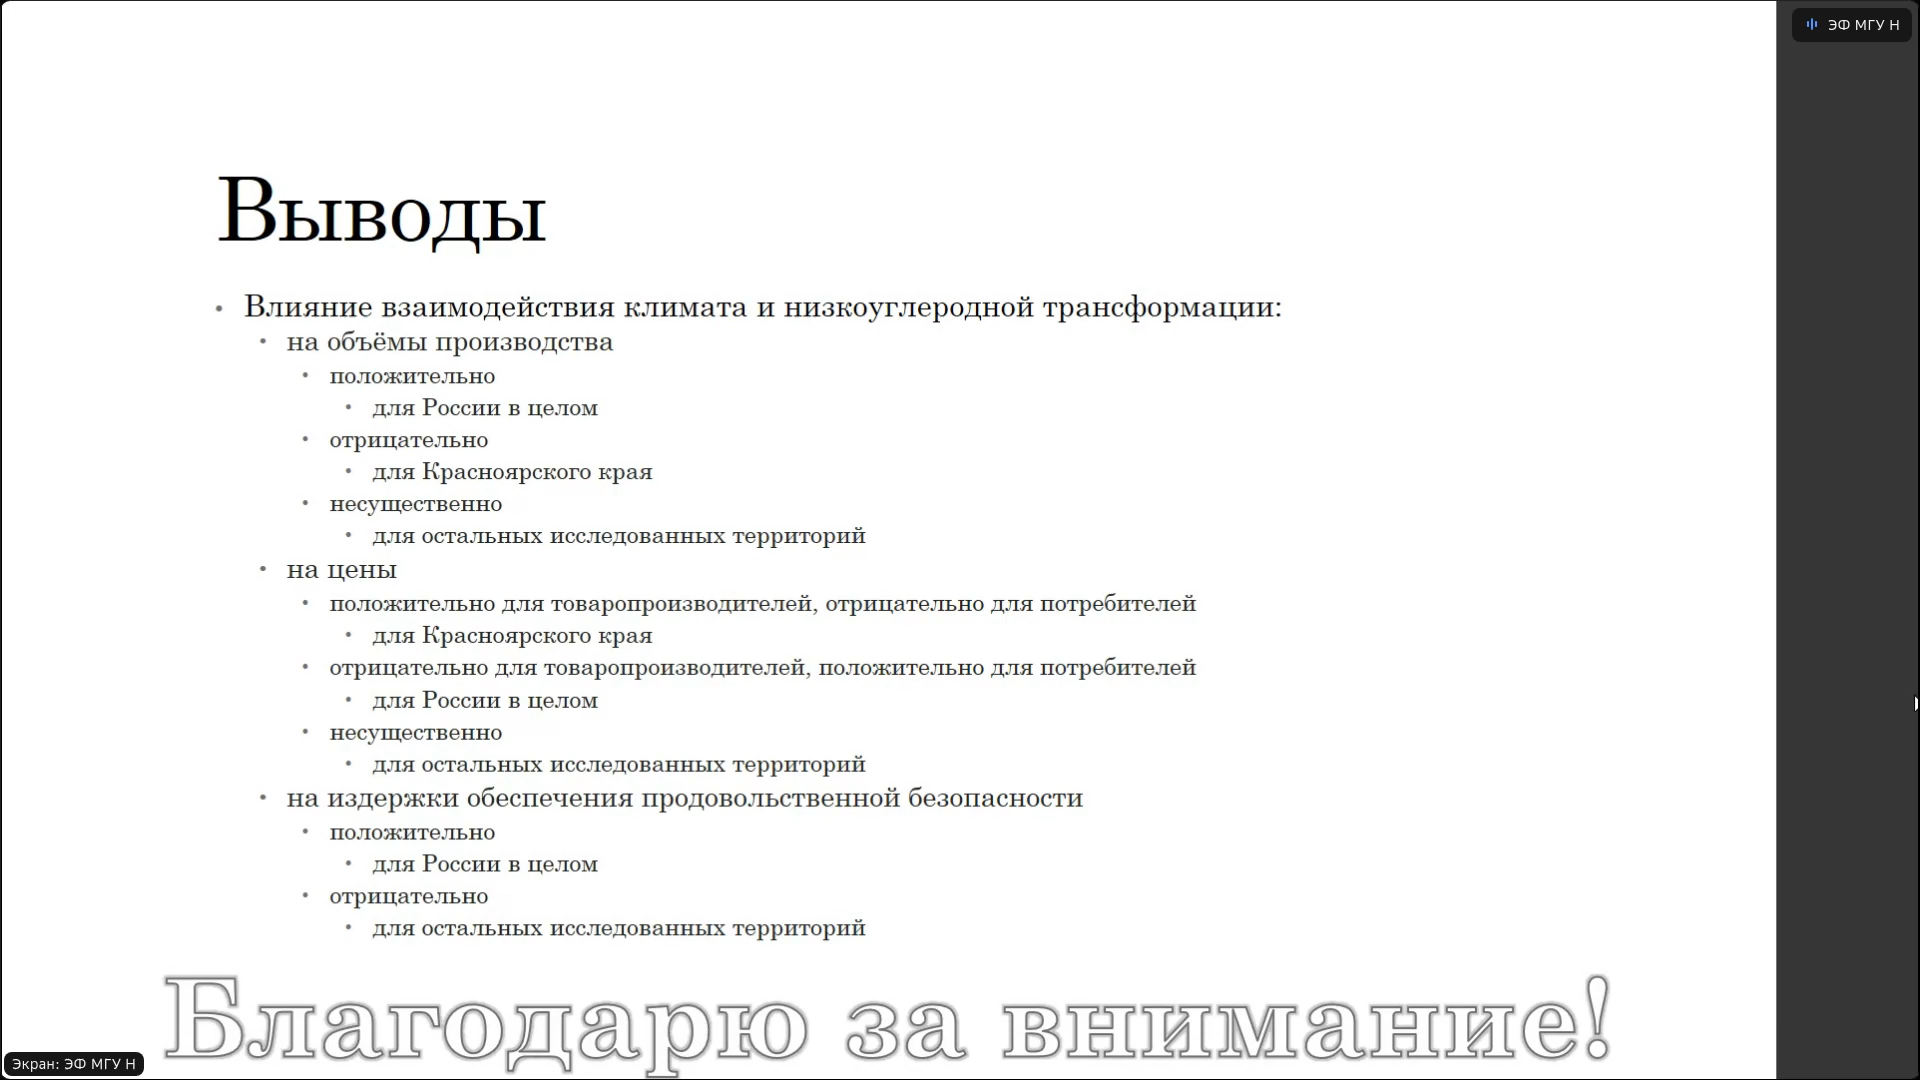 ЭФ МГУ Н
Выводы
• Влияние взаимодействия климата и низкоуглеродной трансформации:
• на объёмы производства
• положительно
• для России в целом
• отрицательно
• для Красноярского края
• несущественно
• для остальных исследованных территорий
• на цены
• положительно для товаропроизводителей, отрицательно для потребителей
• для Красноярского края
• отрицательно для товаропроизводителей, положительно для потребителей
• для России в целом
• несущественно
• для остальных исследованных территорий
• на издержки обеспечения продовольственной безопасности
• положительно
• для России в целом
• отрицательно
• для остальных исследованных территорий
Благодарю за внимание!
Экран: ЭФ МГУ Н